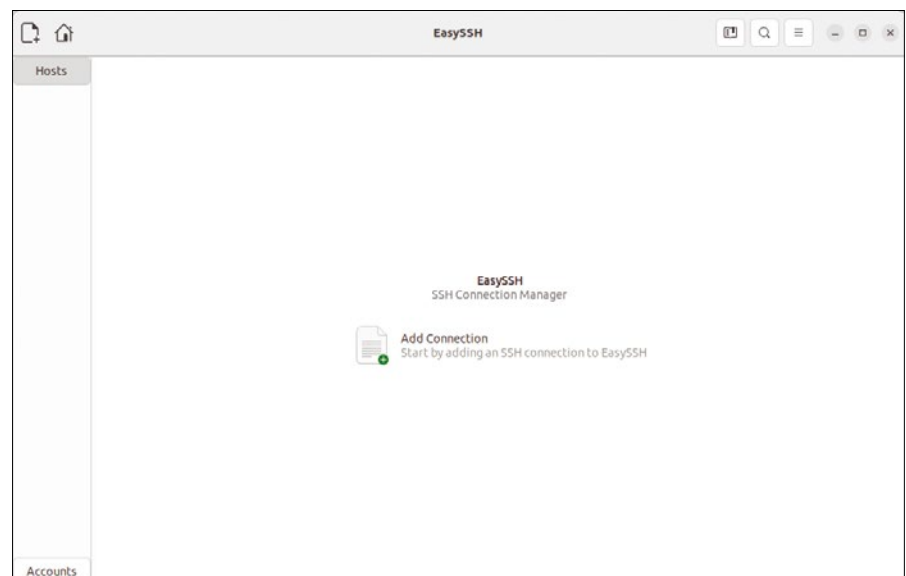 EasySSH
Hosts
EasySSH
SSH Connection Manager
Add Connection
Start by adding an SSH connection to EasySSH
Accounts